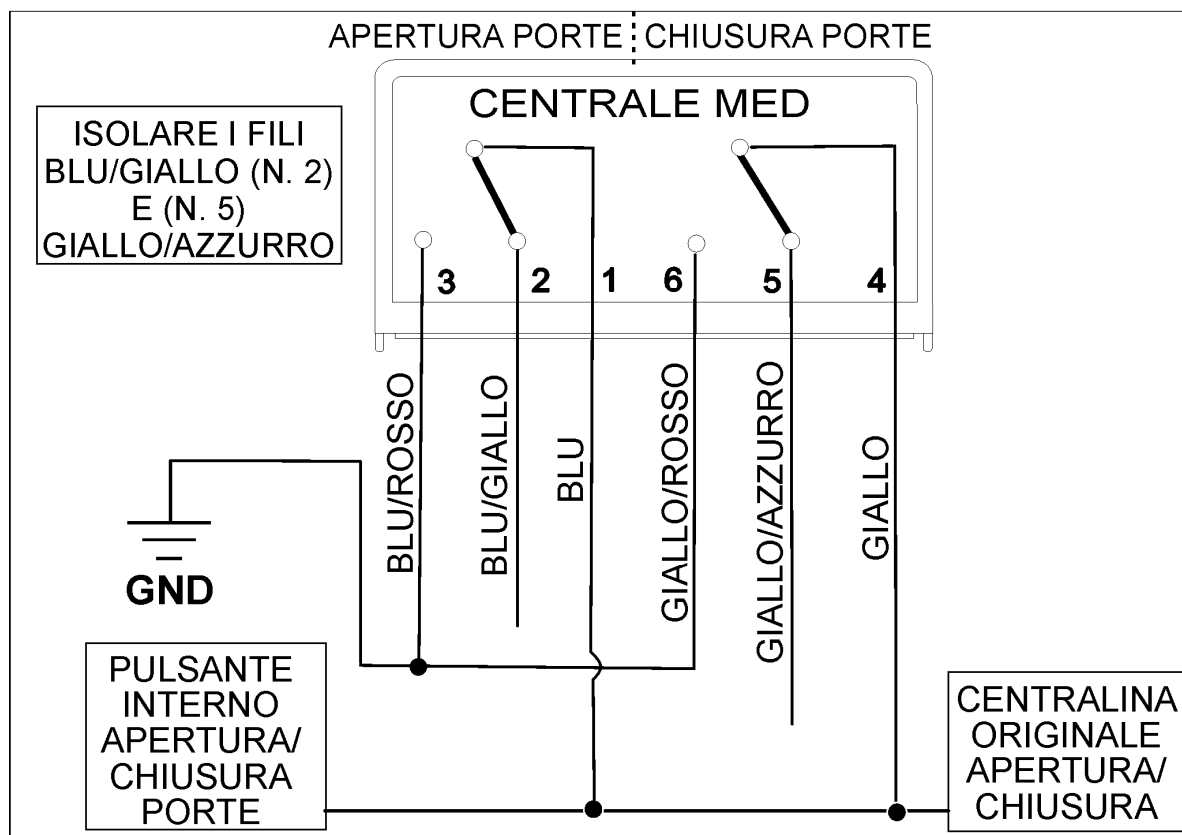 APERTURA PORTE CHIUSURA PORTE
CENTRALE MED
ISOLARE I FILI
BLU/GIALLO (N. 2)
E (N. 5)
GIALLO/AZZURRO
3 2 1 6 5 4
BLU/ROSSO
BLU/GIALLO
BLU
GIALLO/ROSSO
GIALLO/AZZURRO
GIALLO
GND
PULSANTE
INTERNO
APERTURA/
CHIUSURA
PORTE
CENTRALINA
ORIGINALE
APERTURA/
CHIUSURA